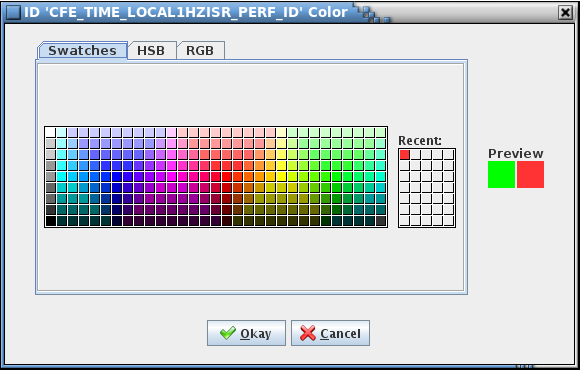 ID 'CFE_TIME_LOCAL1HZISR_PERF_ID' Color
Swatches HSB RGB
Recent:
Preview
Okay Cancel